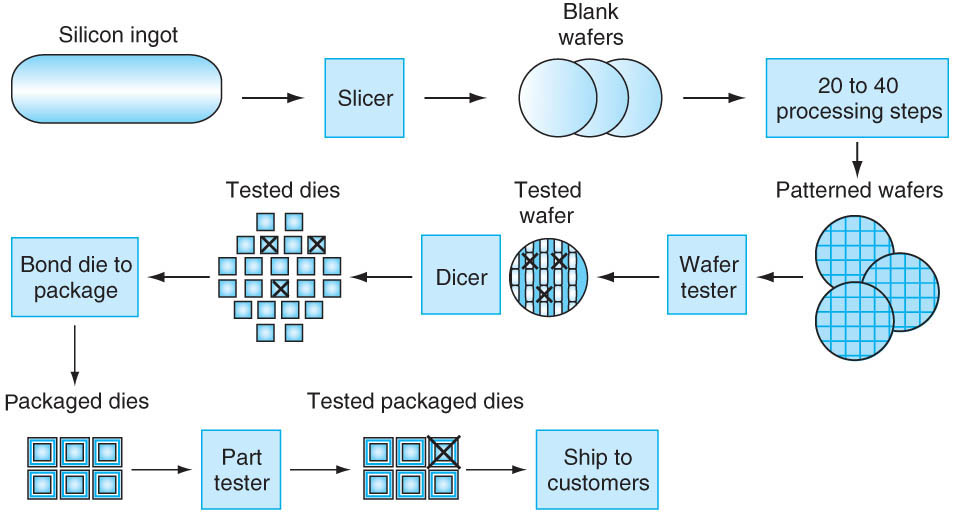 Silicon ingot
Slicer
Blank
wafers
20 to 40
processing steps
Tested dies
Tested
wafer
Patterned wafers
Bond die to
package
Dicer
Wafer
tester
Packaged dies
Tested packaged dies
Part
tester
Ship to
customers